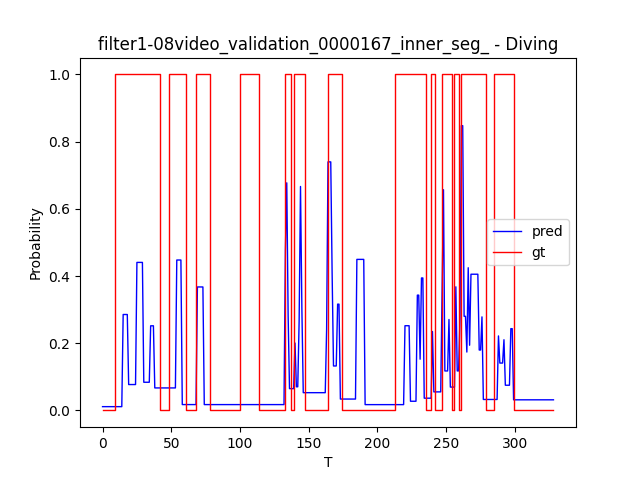 filter1-08video_validation_0000167_inner_seg_ - Diving
1.0
0.8
0.6
0.4
0.2
0.0
Probability
pred
gt
0 50 100 150 200 250 300
T